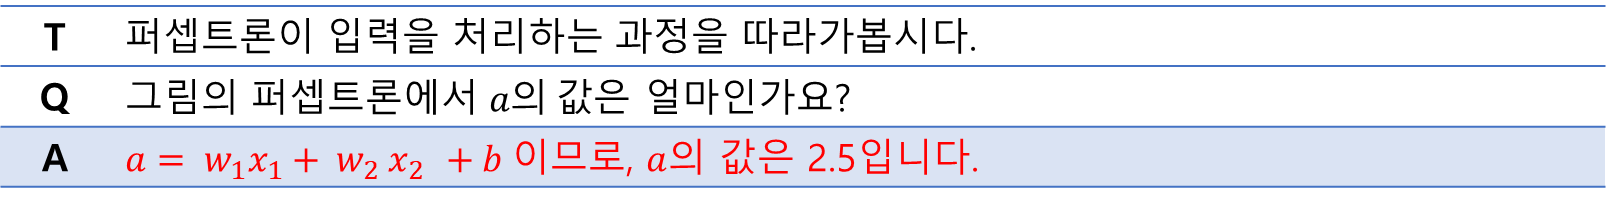 T 퍼셉트론이 입력을 처리하는 과정을 따라가봅시다.
Q 그림의 퍼셉트론에서 a의 값은 얼마인가요?
A a = w₁x₁ + w₂ x₂ + b 이므로, a의 값은 2.5입니다.